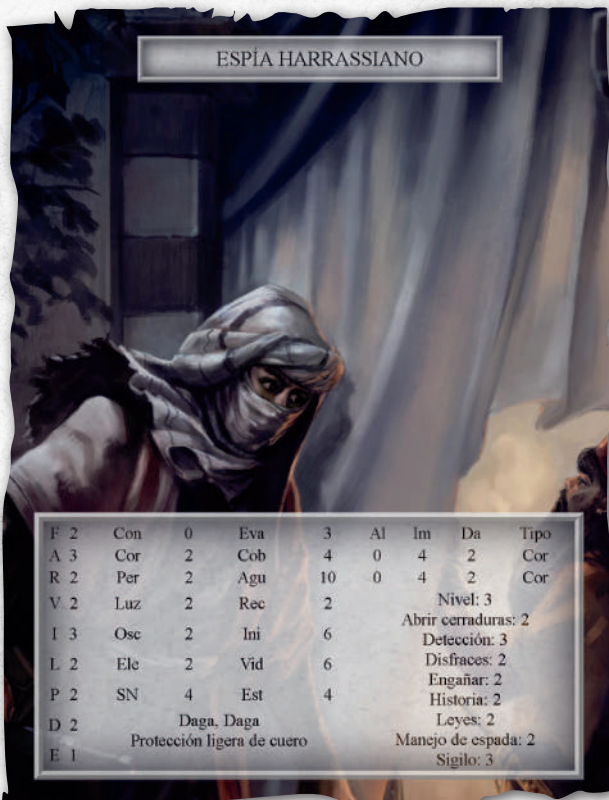 ESPÍA HARRASSIANO
F 2 Con 0 Eva 3 Al Im Da Tipo
A 3 Cor 2 Cob 4 0 4 2 Cor
R 2 Per 2 Agu 10 0 4 2 Cor
V 2 Luz 2 Rec 2 Nivel: 3
Abrir cerraduras: 2
I 3 Osc 2 Ini 6 Detección: 3
L 2 Ele 2 Vid 6 Disfraces: 2
Engañar: 2
P 2 SN 4 Est 4 Historia: 2
D 2 Daga, Daga Leyes: 2
Protección ligera de cuero Manejo de espada: 2
E 1 Sigilo: 3